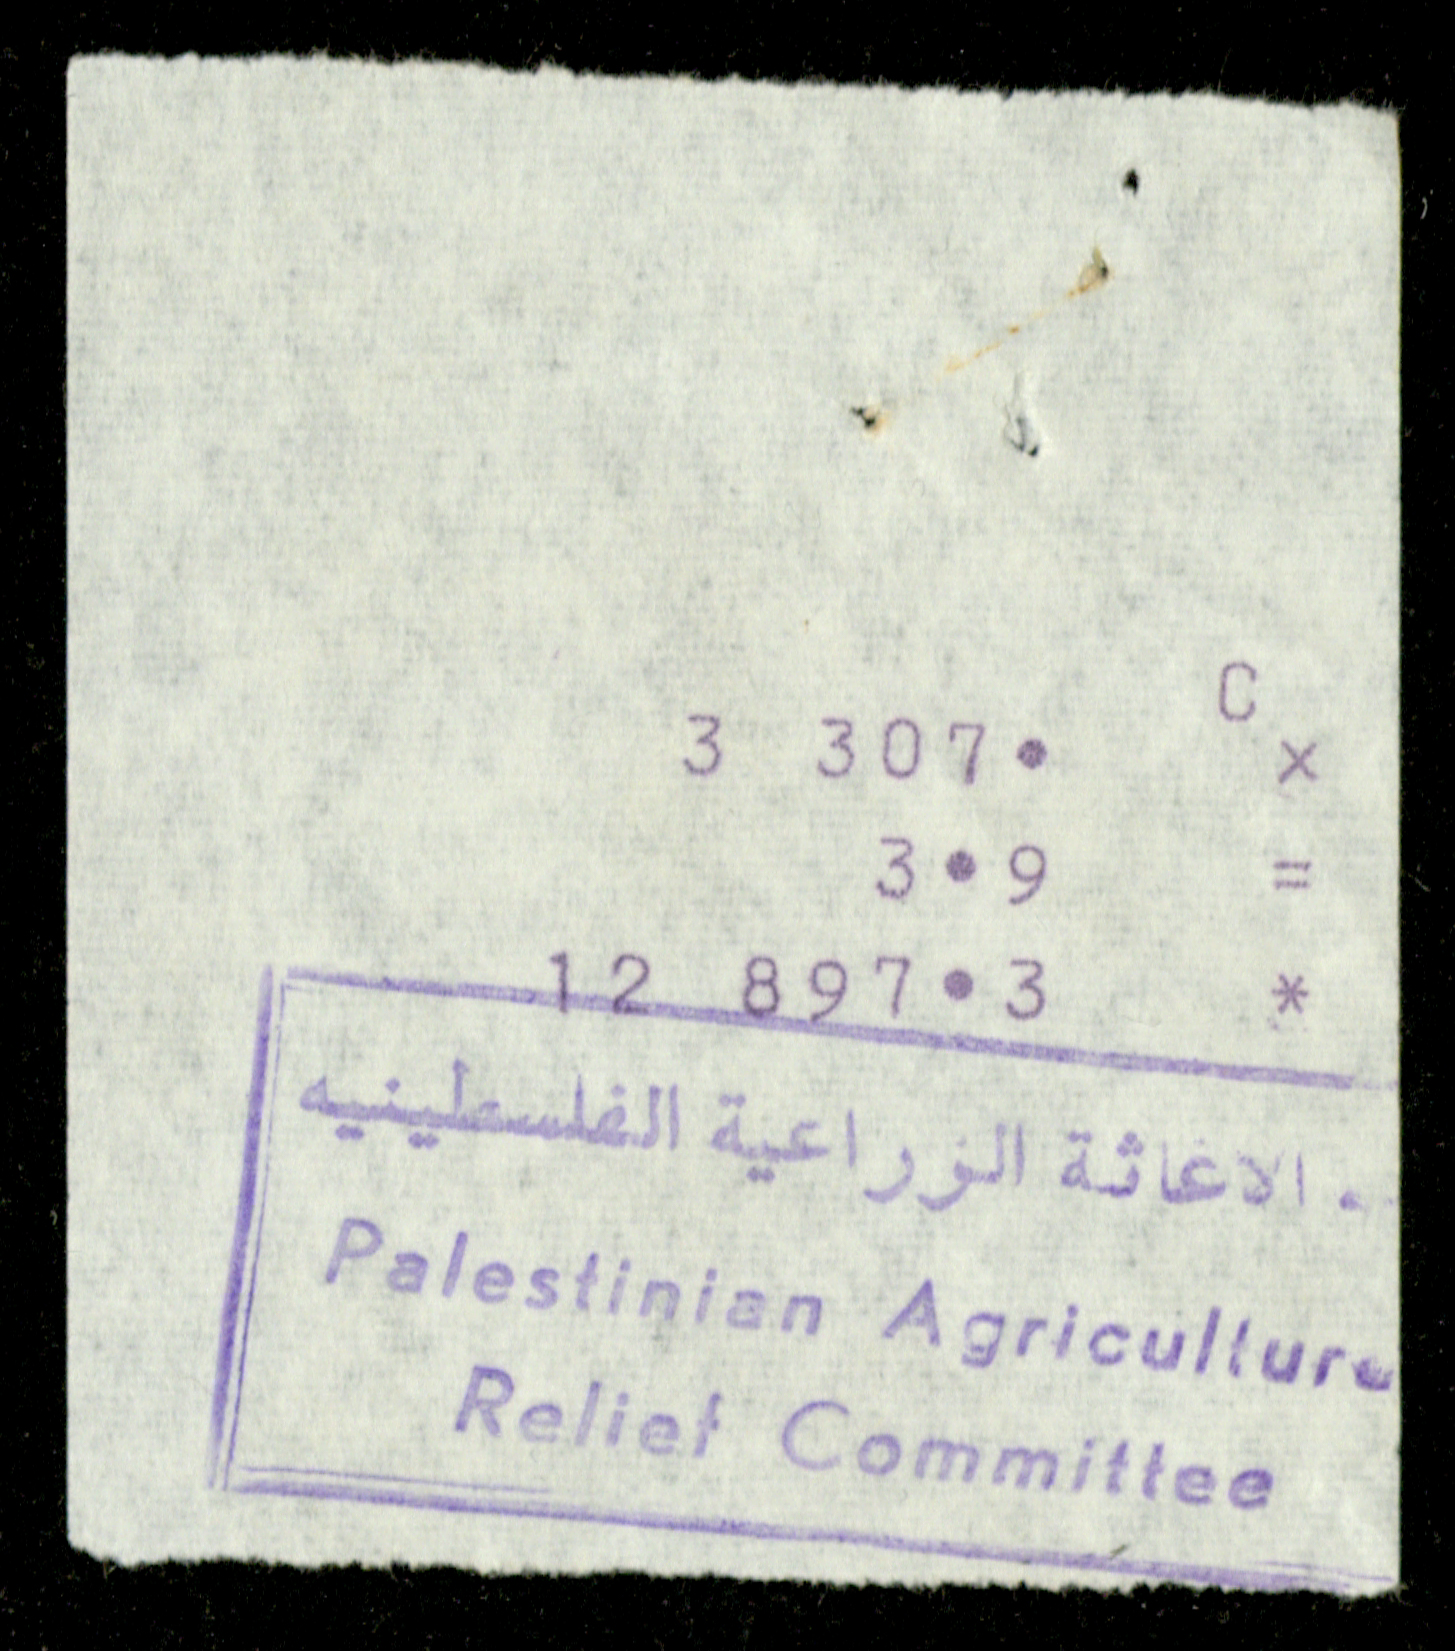 C
3 307. x
3.9 =
12 897.3 *
الاغاثة الزراعية الفلسطينيه
Palestinian Agriculture
Relief Committee